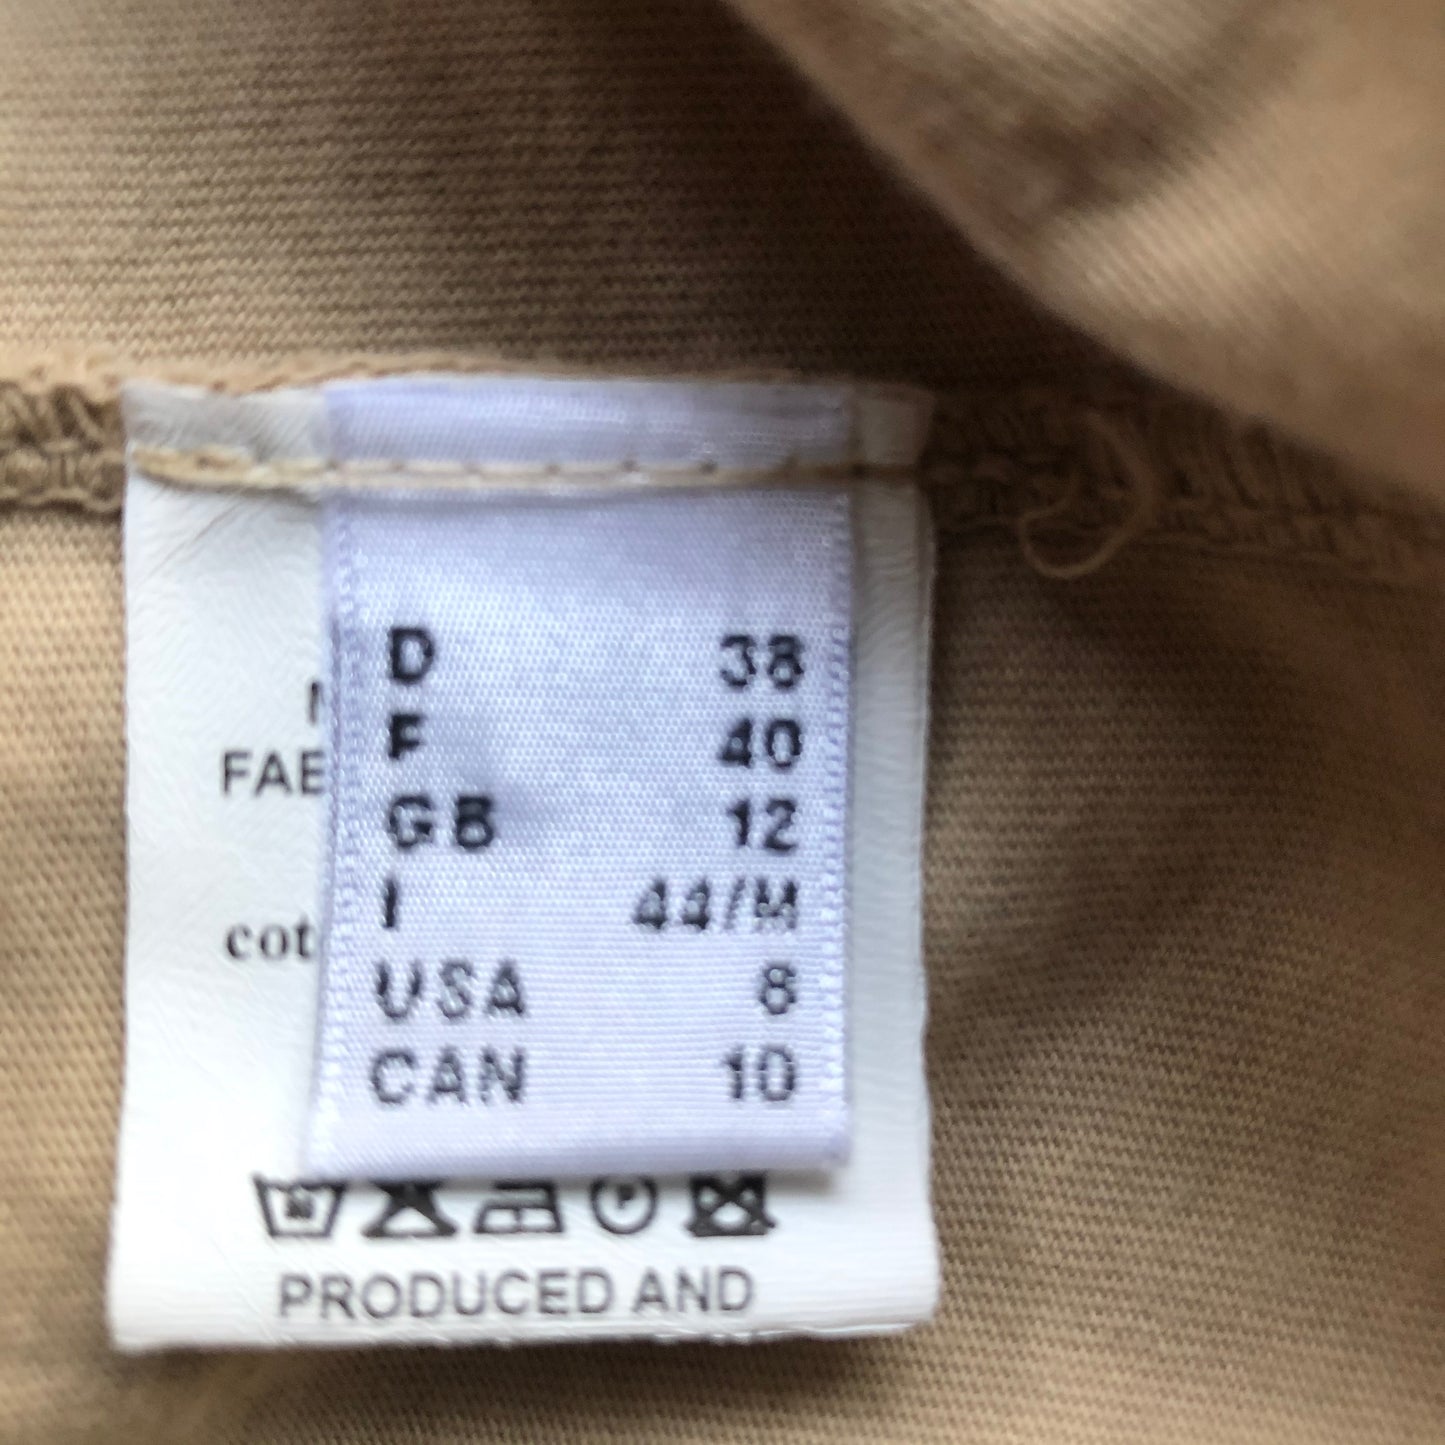 D 38
F 40
GB 12
I 44/M
USA 8
CAN 10
PRODUCED AND